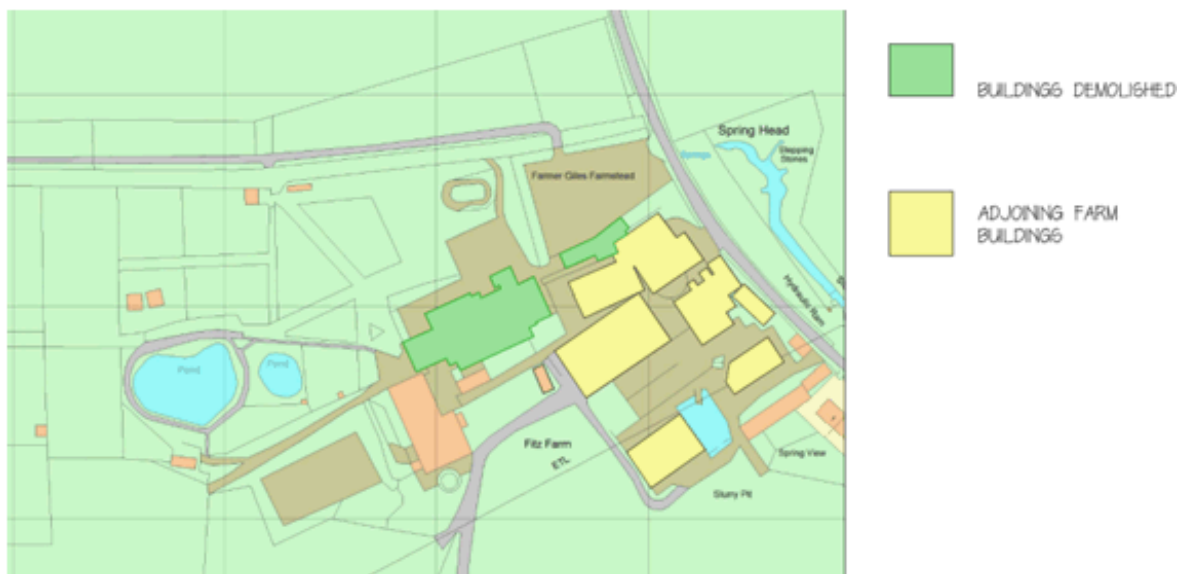 BUILDINGS DEMOLISHED
Spring Head
Springs
Stepping
Stones
Farmer Giles Farmstead
ADJOINING FARM
BUILDINGS
Hydraulic Ram
Pond
Pond
Fitz Farm
ETL
Spring View
Slurry Pit